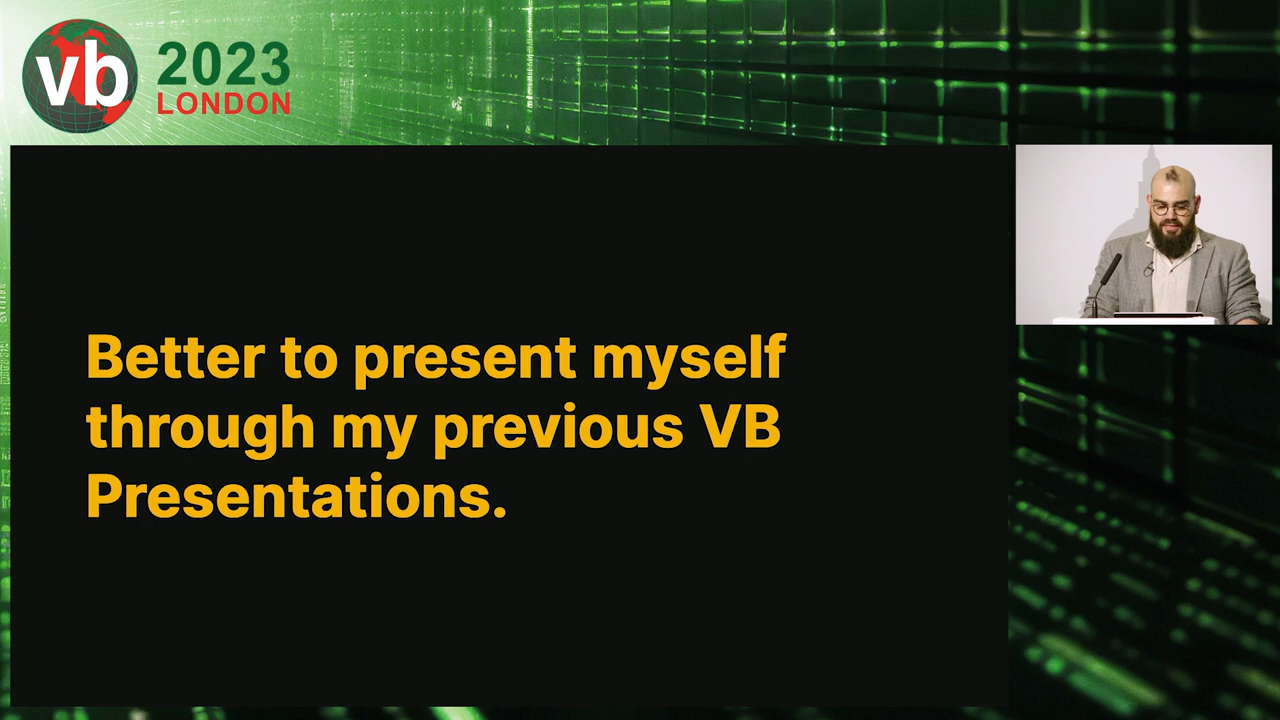 vb
2023
LONDON
Better to present myself
through my previous VB
Presentations.